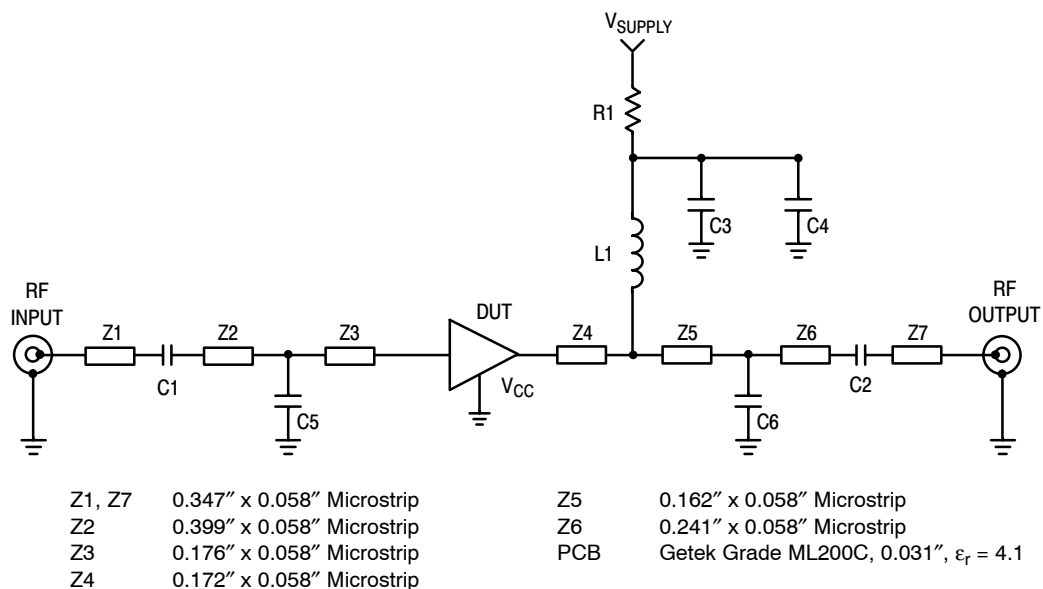 VSUPPLY
R1
C3
C4
L1
RF
INPUT
RF
OUTPUT
DUT
Z1
Z2
Z3
Z4
Z5
Z6
Z7
C1
C2
VCC
C5
C6
Z1, Z7 0.347″ x 0.058″ Microstrip
Z2 0.399″ x 0.058″ Microstrip
Z3 0.176″ x 0.058″ Microstrip
Z4 0.172″ x 0.058″ Microstrip
Z5 0.162″ x 0.058″ Microstrip
Z6 0.241″ x 0.058″ Microstrip
PCB Getek Grade ML200C, 0.031″, εr = 4.1